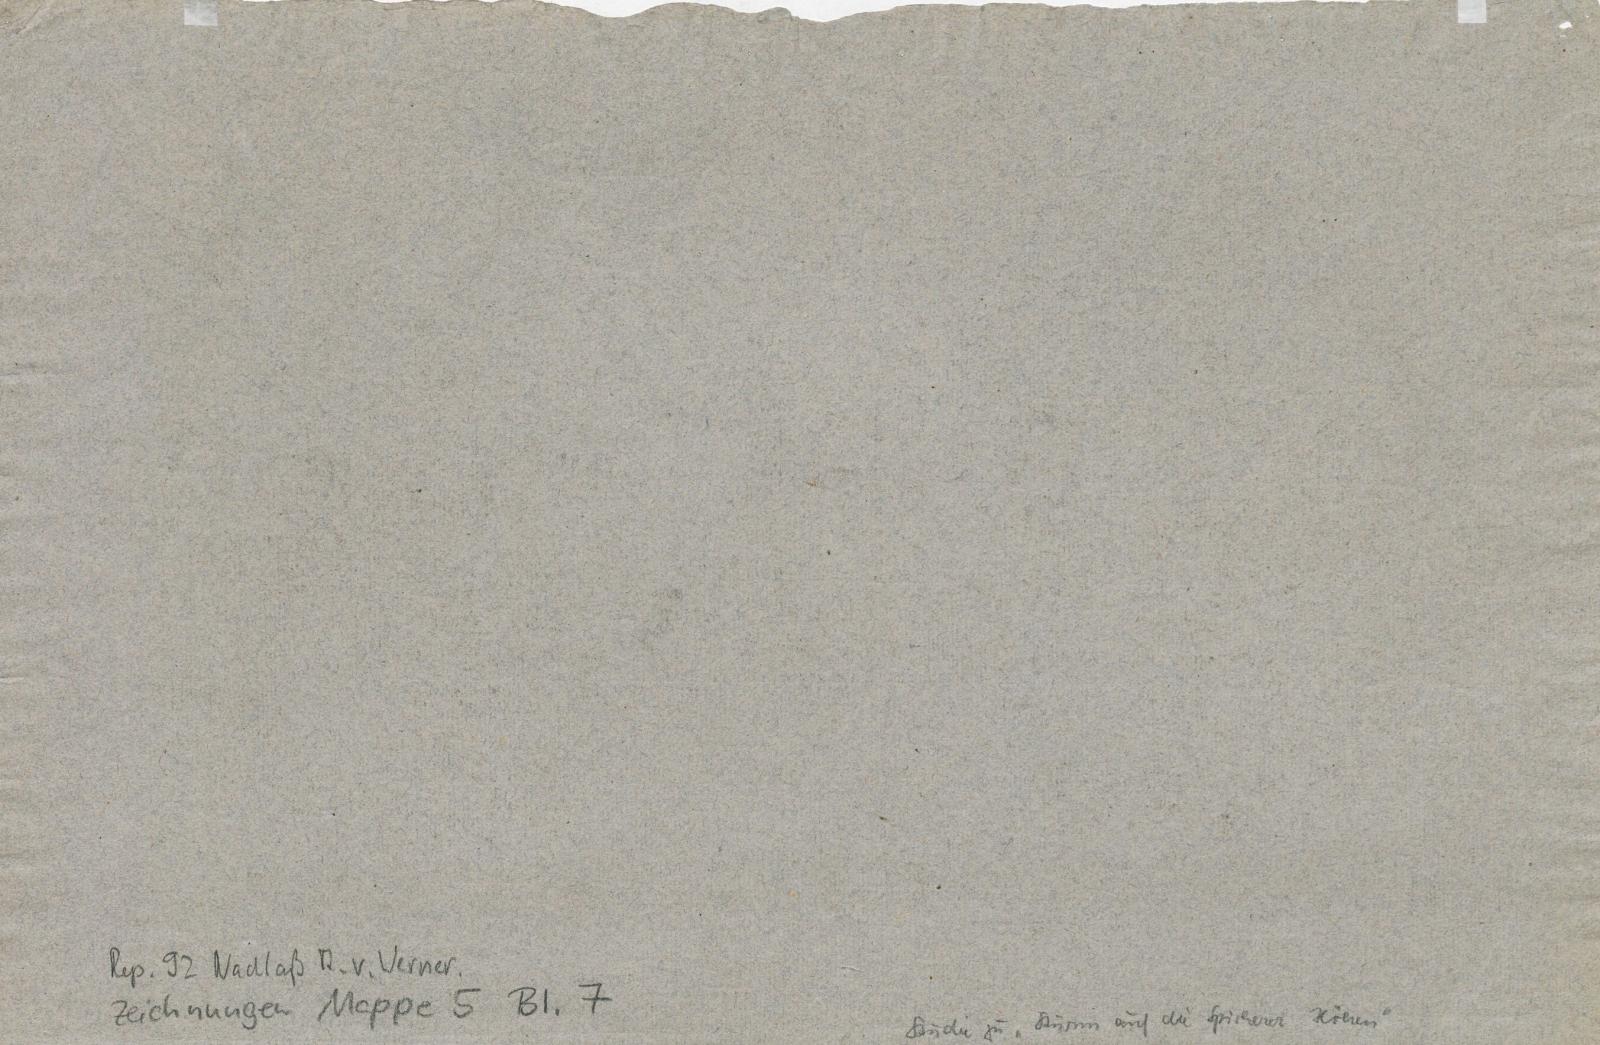 Rep. 92 Nachlaß A. v. Werner.
Zeichnungen Mappe 5 Bl. 7
Studie zu „Sturm auf die Spicherer Höhen"